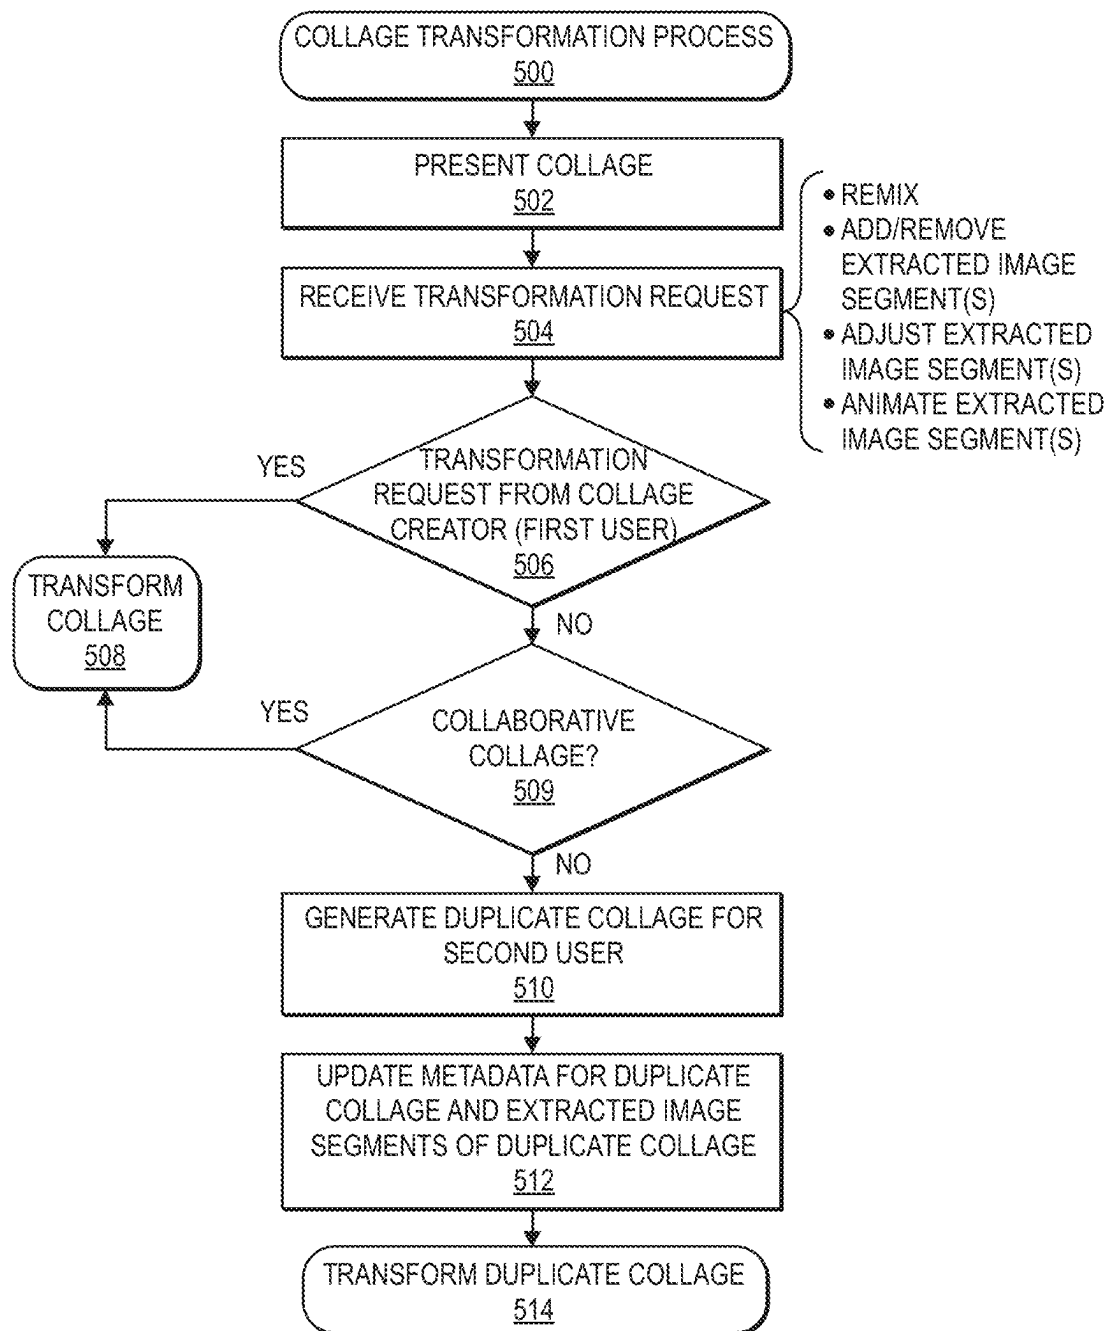 COLLAGE TRANSFORMATION PROCESS
500
PRESENT COLLAGE
502
RECEIVE TRANSFORMATION REQUEST
504
• REMIX
• ADD/REMOVE
EXTRACTED IMAGE
SEGMENT(S)
• ADJUST EXTRACTED
IMAGE SEGMENT(S)
• ANIMATE EXTRACTED
IMAGE SEGMENT(S)
YES
TRANSFORMATION
REQUEST FROM COLLAGE
CREATOR (FIRST USER)
506
TRANSFORM
COLLAGE
508
NO
YES
COLLABORATIVE
COLLAGE?
509
NO
GENERATE DUPLICATE COLLAGE FOR
SECOND USER
510
UPDATE METADATA FOR DUPLICATE
COLLAGE AND EXTRACTED IMAGE
SEGMENTS OF DUPLICATE COLLAGE
512
TRANSFORM DUPLICATE COLLAGE
514